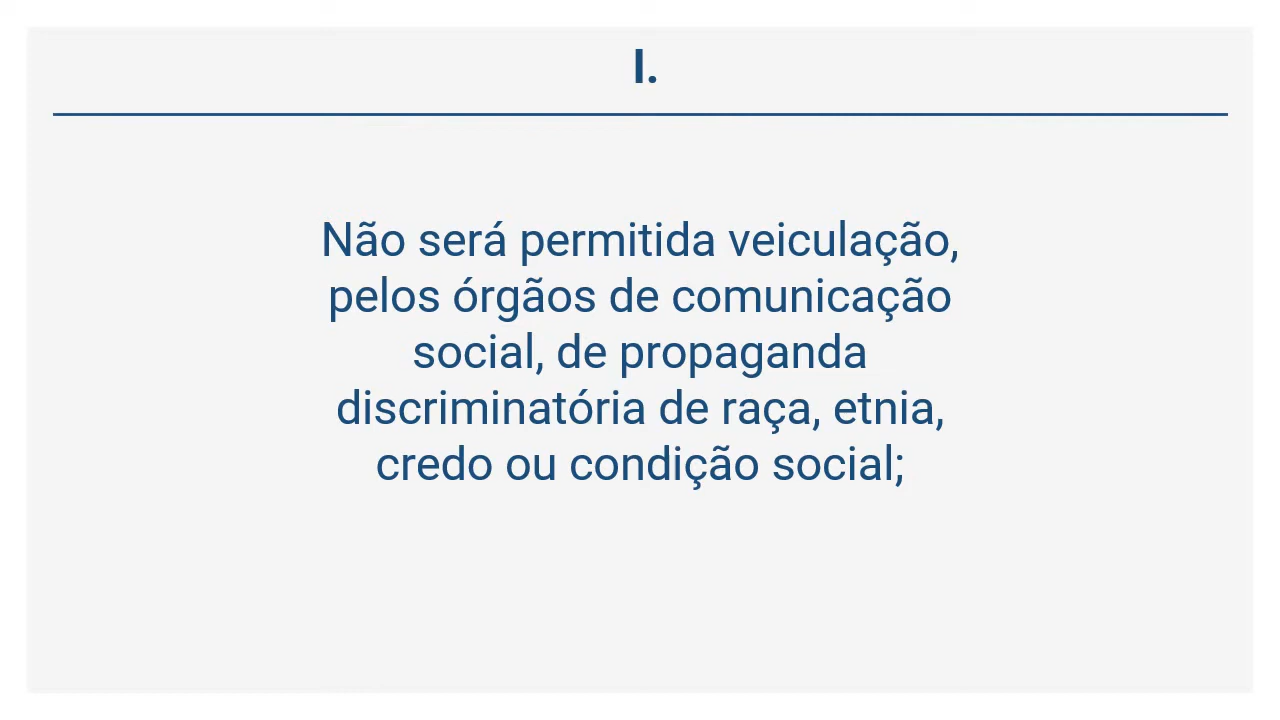 I.
Não será permitida veiculação,
pelos órgãos de comunicação
social, de propaganda
discriminatória de raça, etnia,
credo ou condição social;